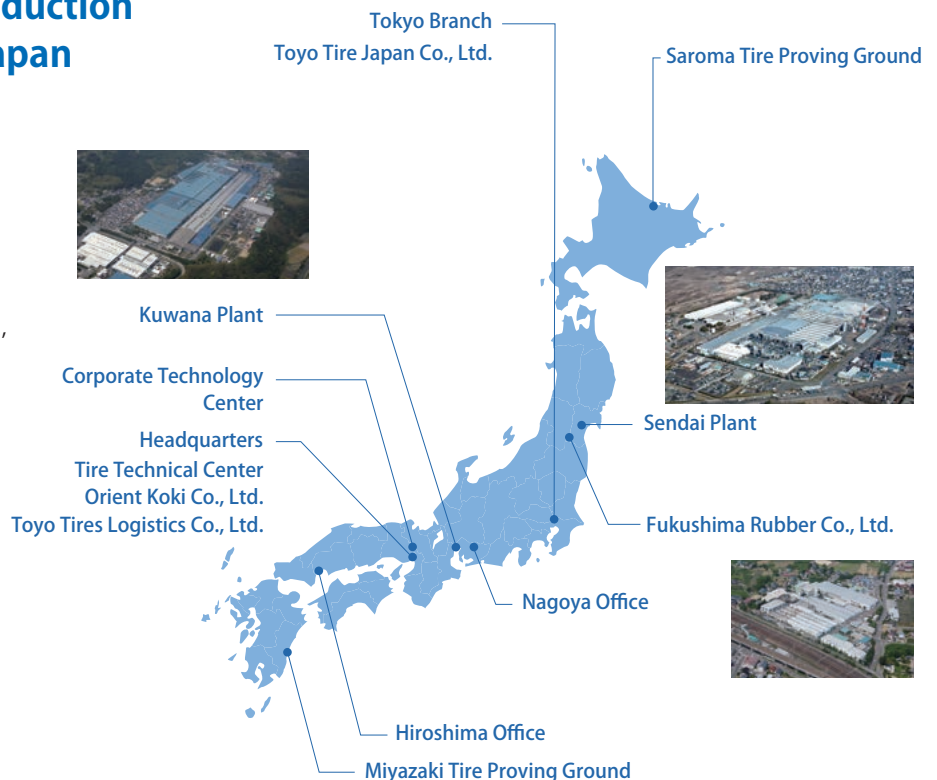 duction
apan
Tokyo Branch
Toyo Tire Japan Co., Ltd.
Saroma Tire Proving Ground
Kuwana Plant
,
Corporate Technology
Center
Headquarters
Tire Technical Center
Orient Koki Co., Ltd.
Toyo Tires Logistics Co., Ltd.
Sendai Plant
Fukushima Rubber Co., Ltd.
Nagoya Office
Hiroshima Office
Miyazaki Tire Proving Ground